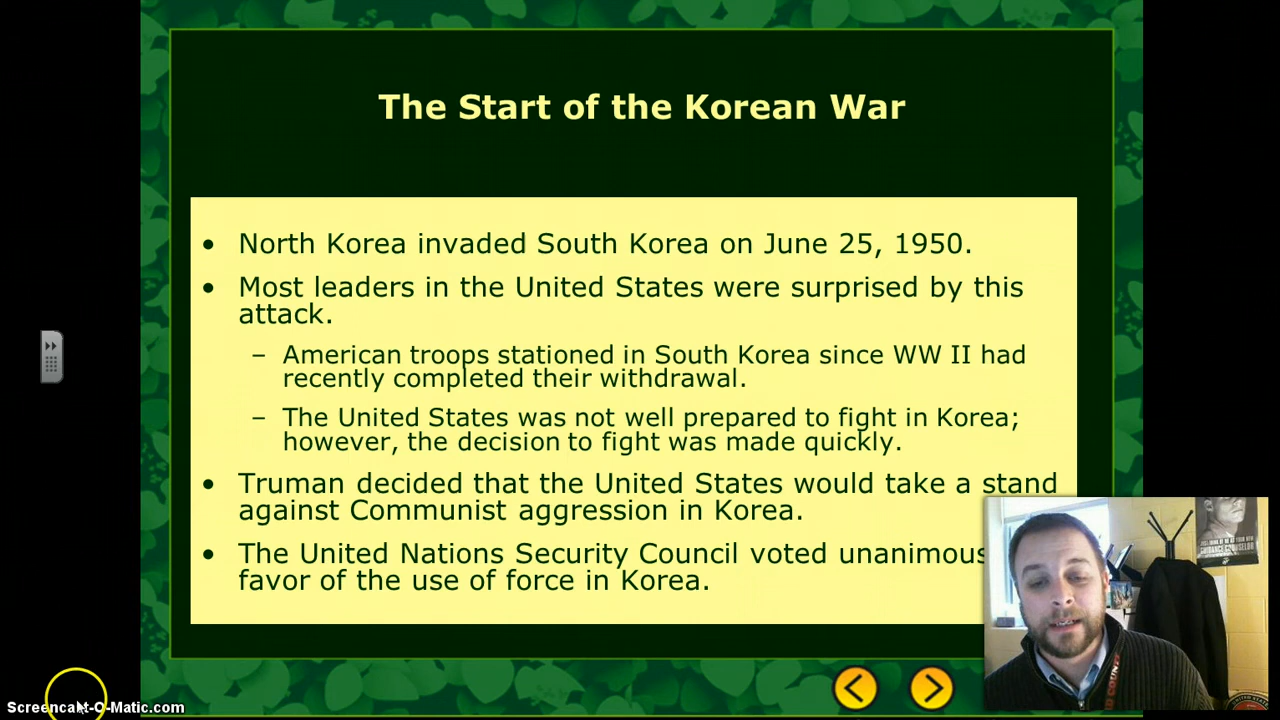 The Start of the Korean War
• North Korea invaded South Korea on June 25, 1950.
• Most leaders in the United States were surprised by this
attack.
– American troops stationed in South Korea since WW II had
recently completed their withdrawal.
– The United States was not well prepared to fight in Korea;
however, the decision to fight was made quickly.
• Truman decided that the United States would take a stand
against Communist aggression in Korea.
• The United Nations Security Council voted
favor of the use of force in Korea.
GUIDANCE COUNSELOR
Screencast-O-Matic.com